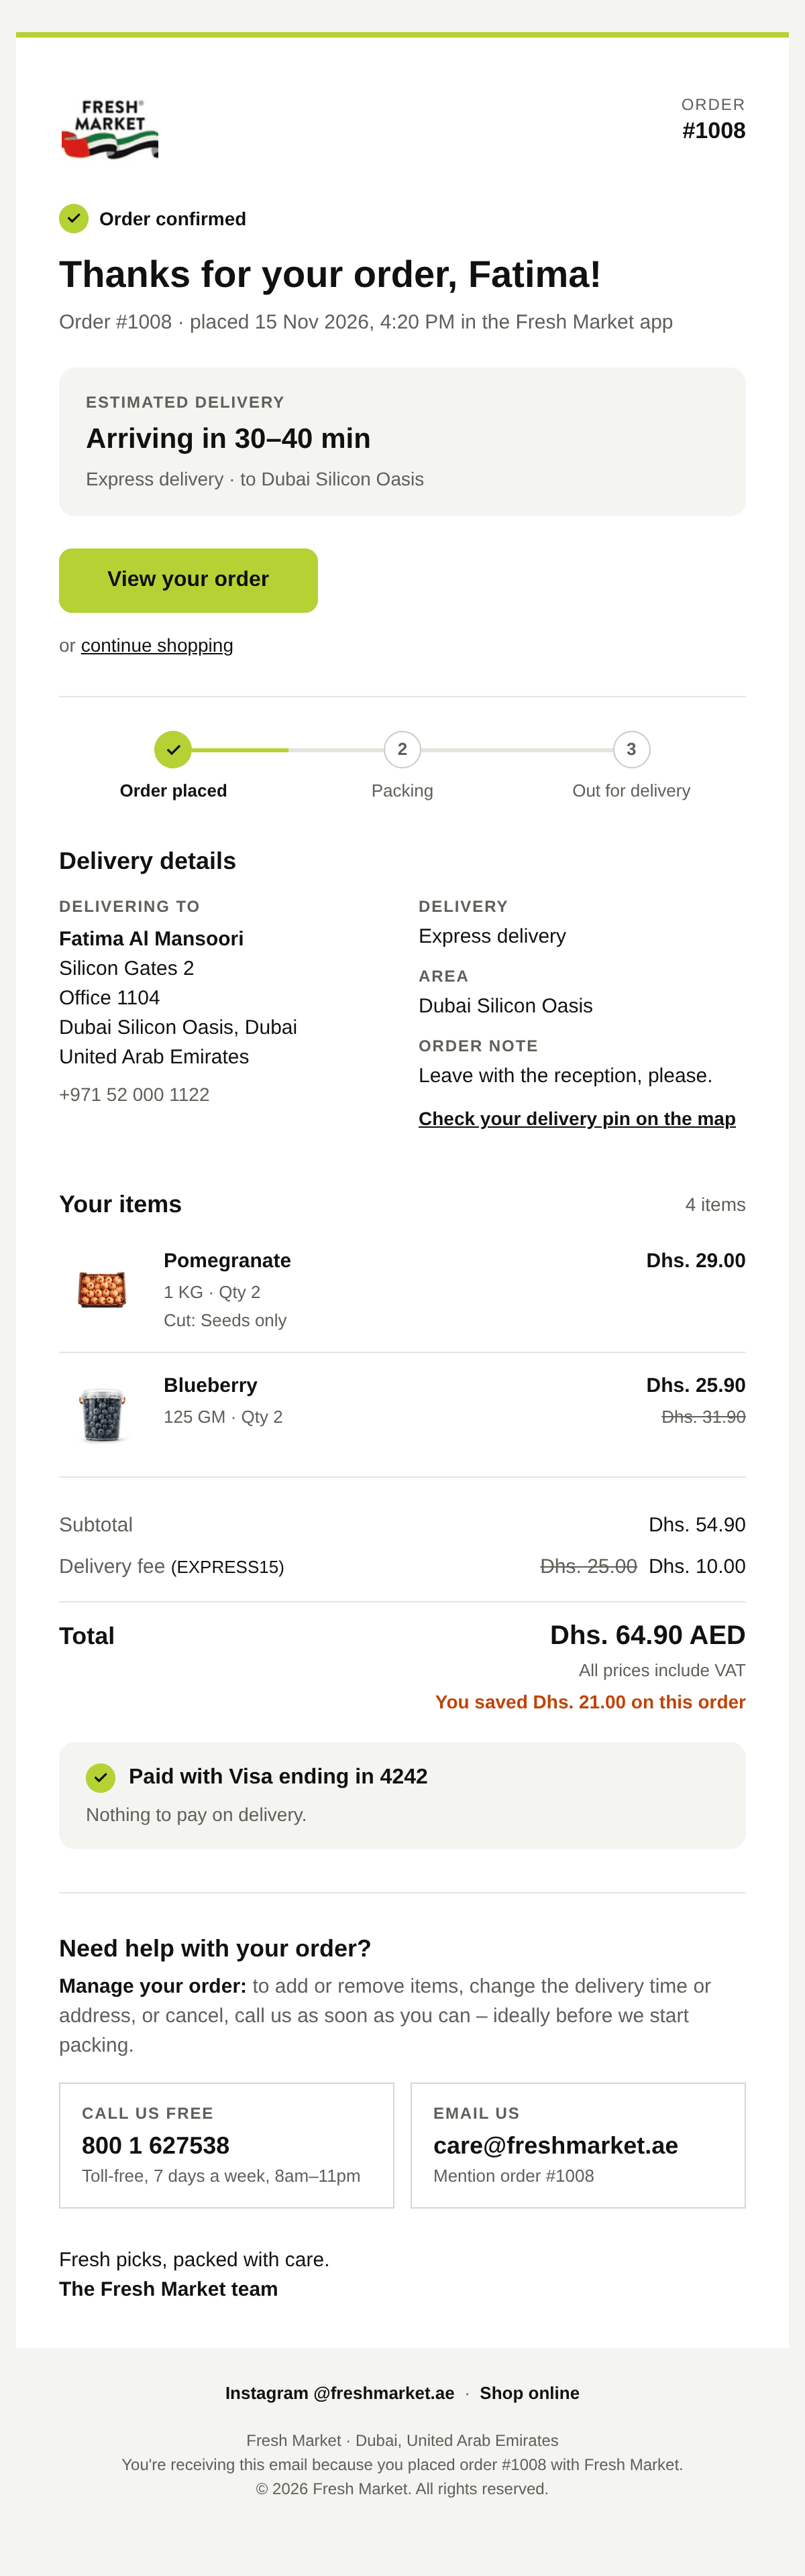 FRESH®
MARKET
ORDER
#1008
Order confirmed
Thanks for your order, Fatima!
Order #1008 · placed 15 Nov 2026, 4:20 PM in the Fresh Market app
ESTIMATED DELIVERY
Arriving in 30–40 min
Express delivery · to Dubai Silicon Oasis
View your order
or continue shopping
2
3
Order placed
Packing
Out for delivery
Delivery details
DELIVERING TO
Fatima Al Mansoori
Silicon Gates 2
Office 1104
Dubai Silicon Oasis, Dubai
United Arab Emirates
+971 52 000 1122
DELIVERY
Express delivery
AREA
Dubai Silicon Oasis
ORDER NOTE
Leave with the reception, please.
Check your delivery pin on the map
Your items
4 items
Pomegranate
Dhs. 29.00
1 KG · Qty 2
Cut: Seeds only
Blueberry
Dhs. 25.90
125 GM · Qty 2
Dhs. 31.90
Subtotal
Dhs. 54.90
Delivery fee (EXPRESS15)
Dhs. 25.00 Dhs. 10.00
Total
Dhs. 64.90 AED
All prices include VAT
You saved Dhs. 21.00 on this order
Paid with Visa ending in 4242
Nothing to pay on delivery.
Need help with your order?
Manage your order: to add or remove items, change the delivery time or
address, or cancel, call us as soon as you can – ideally before we start
packing.
CALL US FREE
800 1 627538
Toll-free, 7 days a week, 8am–11pm
EMAIL US
care@freshmarket.ae
Mention order #1008
Fresh picks, packed with care.
The Fresh Market team
Instagram @freshmarket.ae · Shop online
Fresh Market · Dubai, United Arab Emirates
You're receiving this email because you placed order #1008 with Fresh Market.
© 2026 Fresh Market. All rights reserved.